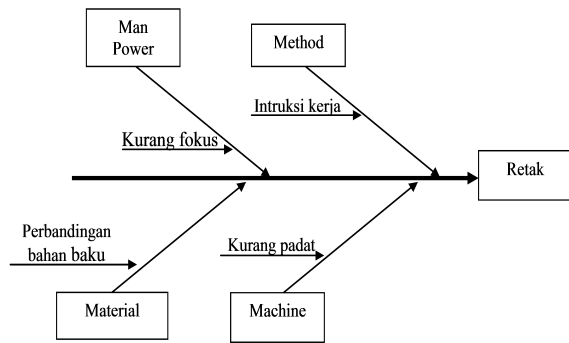 Man
Power
Method
Intruksi kerja
Kurang fokus
Retak
Perbandingan
bahan baku
Kurang padat
Material
Machine